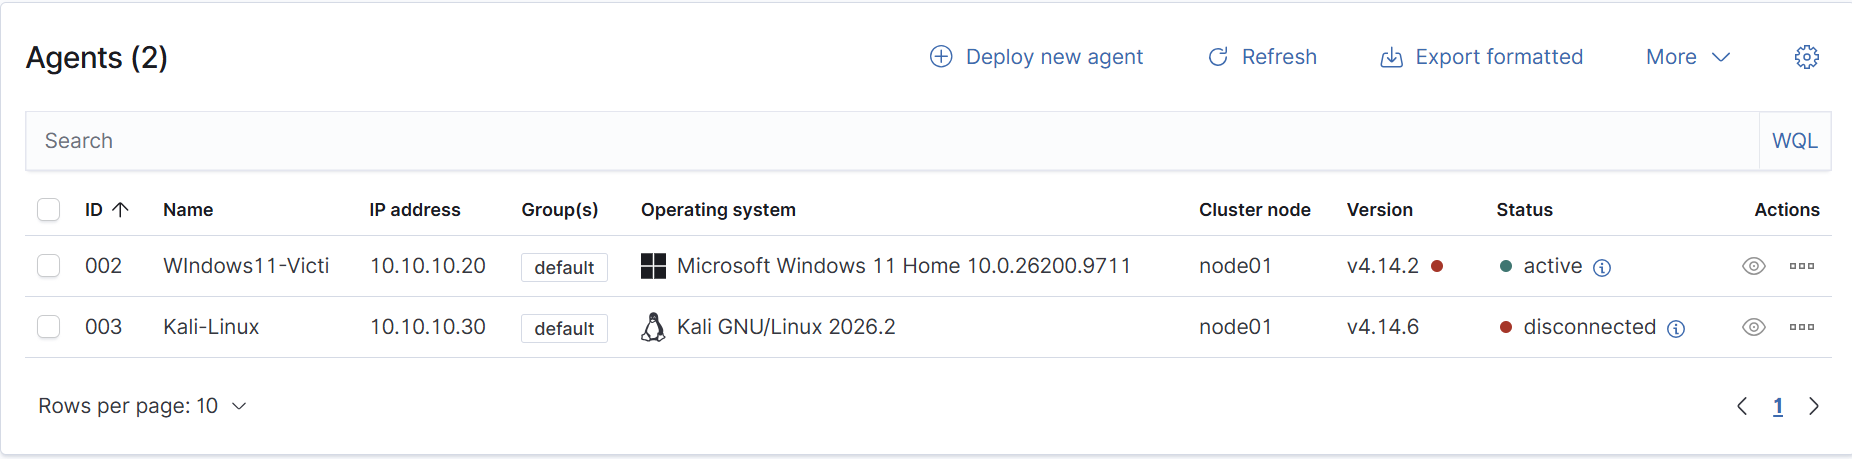 Agents (2)
Deploy new agent Refresh Export formatted More
Search WQL
ID Name IP address Group(s) Operating system Cluster node Version Status Actions
002 WIndows11-Victi 10.10.10.20 default Microsoft Windows 11 Home 10.0.26200.9711 node01 v4.14.2 active
003 Kali-Linux 10.10.10.30 default Kali GNU/Linux 2026.2 node01 v4.14.6 disconnected
Rows per page: 10 1